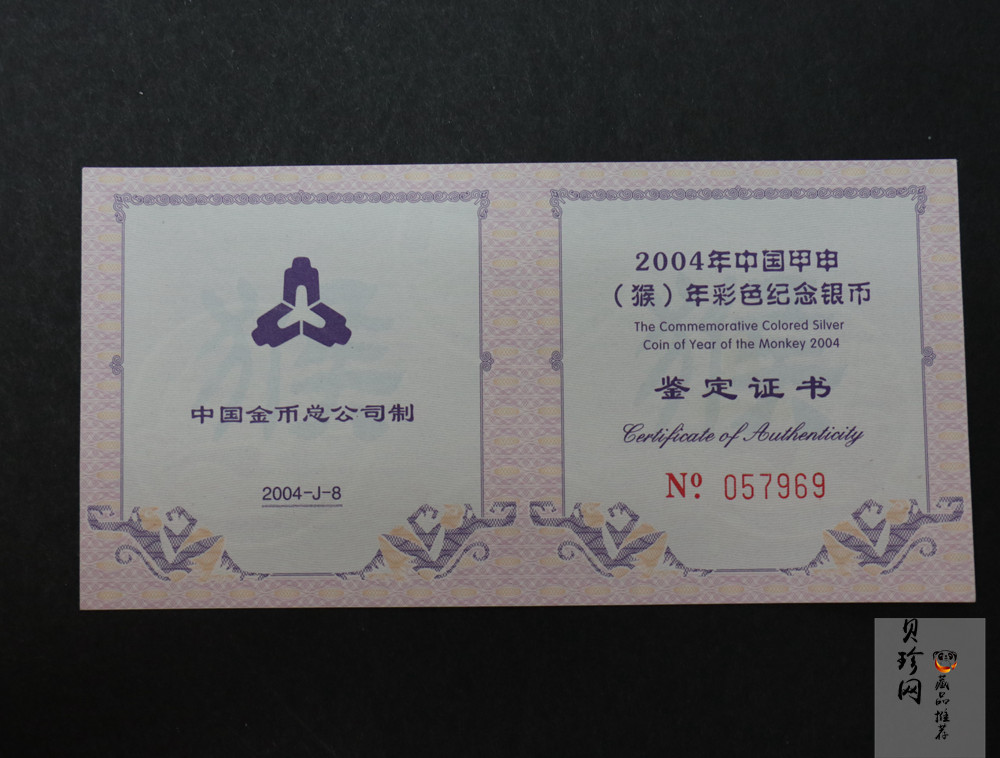 中国金币总公司制
2004-J-8
2004年中国甲申
（猴）年彩色纪念银币
The Commemorative Colored Silver
Coin of Year of the Monkey 2004
鉴定证书
Certificate of Authenticity
Nº 057969
贝珍网
藏品推荐